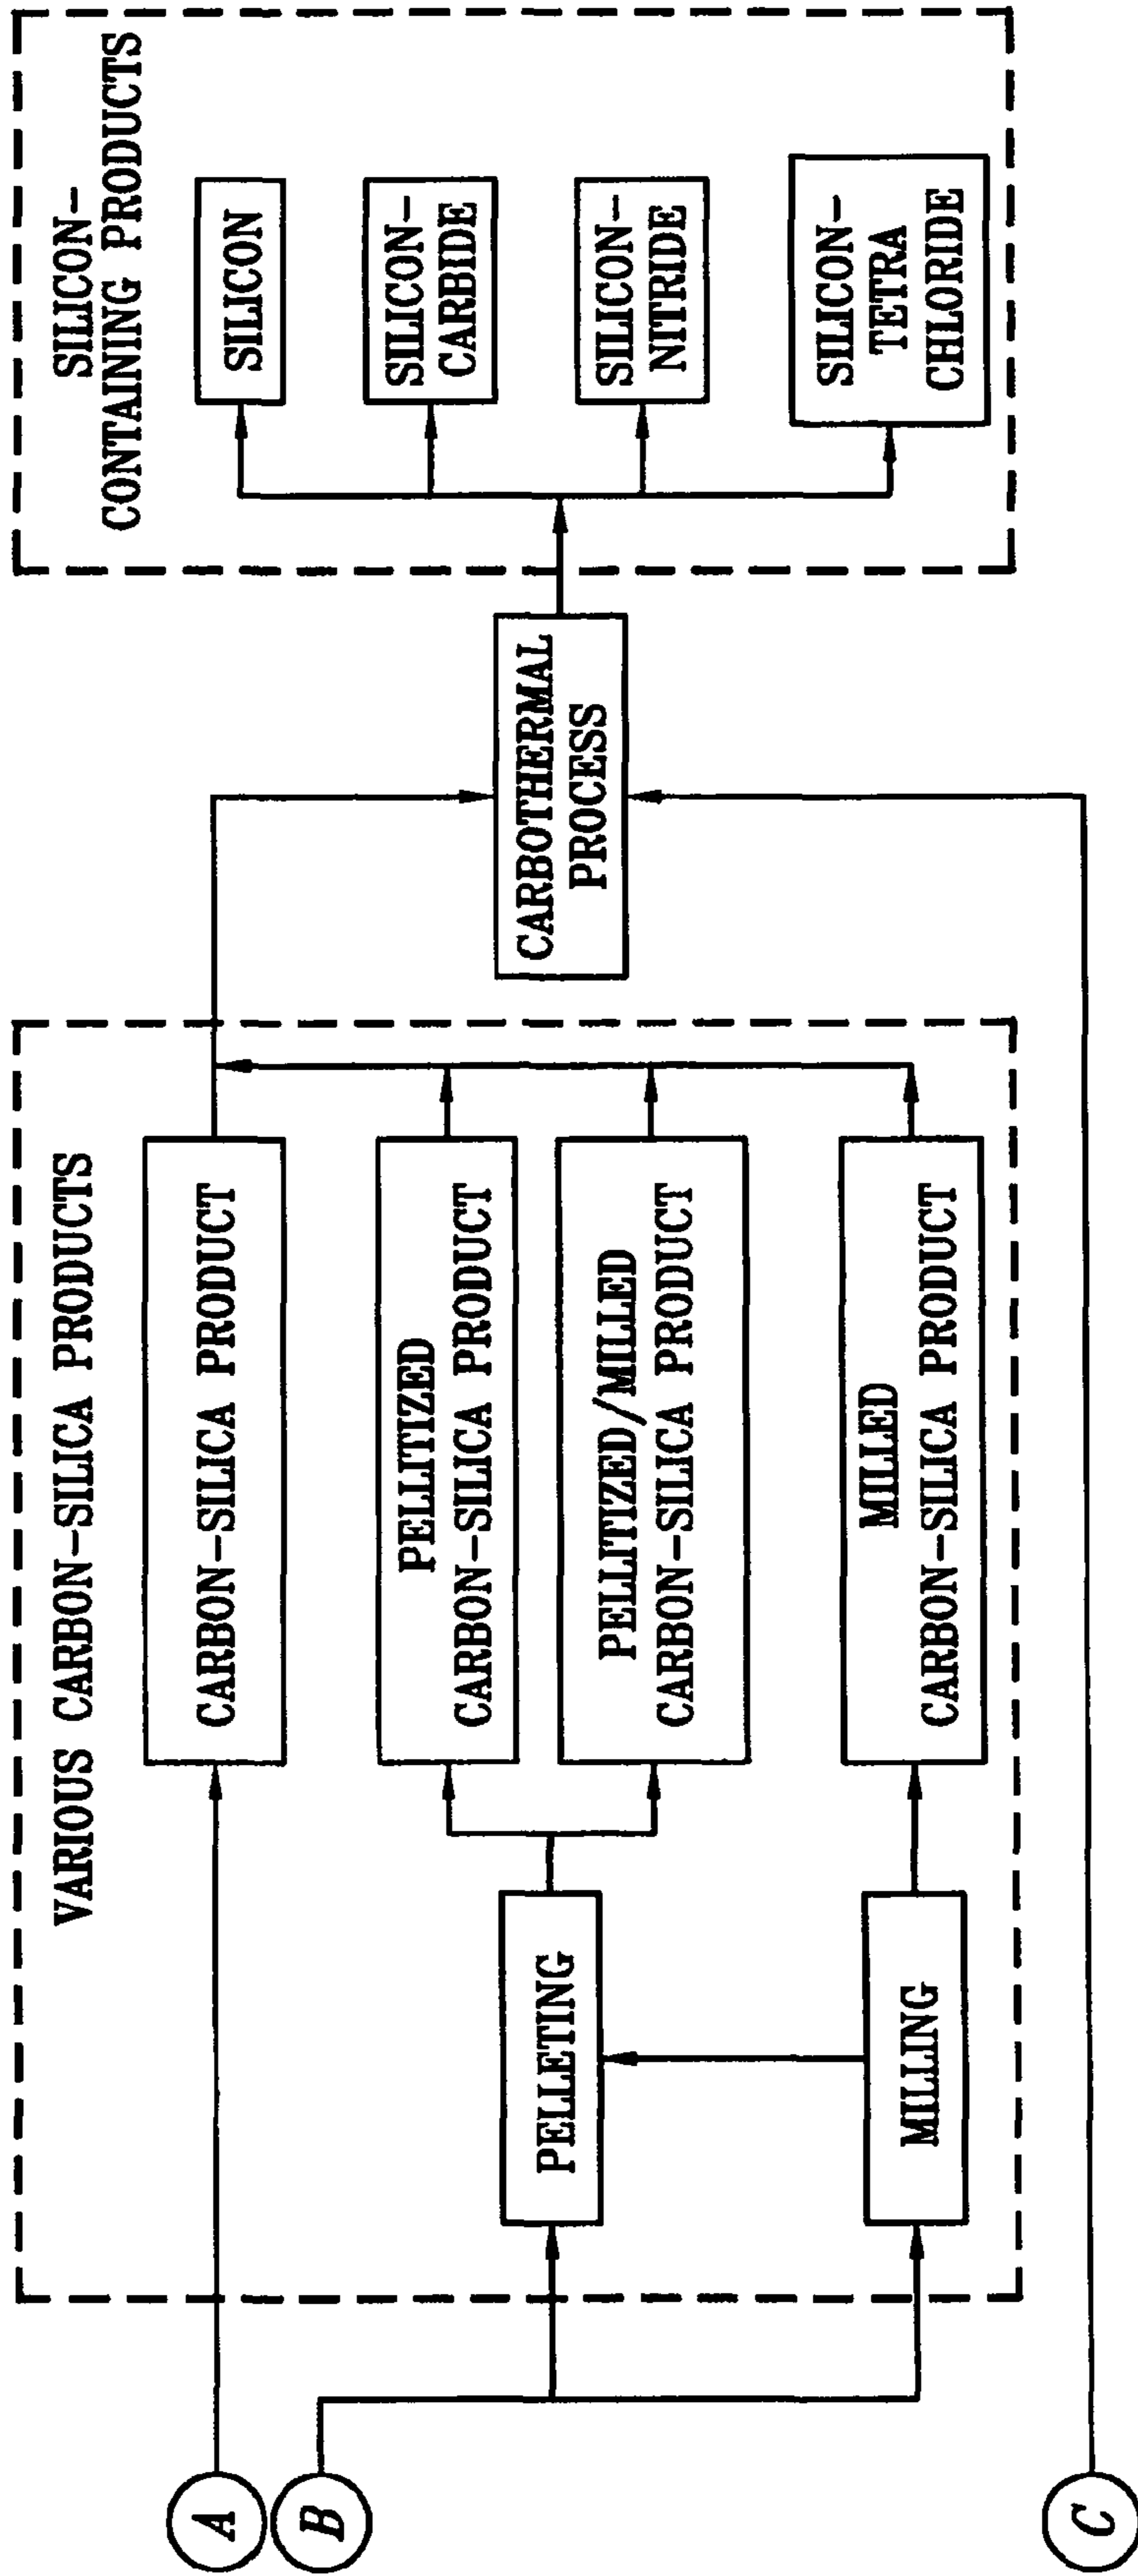 A
B
C
VARIOUS CARBON-SILICA PRODUCTS
CARBON-SILICA PRODUCT
PELLETING
PELLITIZED
CARBON-SILICA PRODUCT
PELLITIZED/MILLED
CARBON-SILICA PRODUCT
MILLING
MILLED
CARBON-SILICA PRODUCT
CARBOTHERMAL
PROCESS
SILICON-
CONTAINING PRODUCTS
SILICON
SILICON-
CARBIDE
SILICON-
NITRIDE
SILICON-
TETRA
CHLORIDE